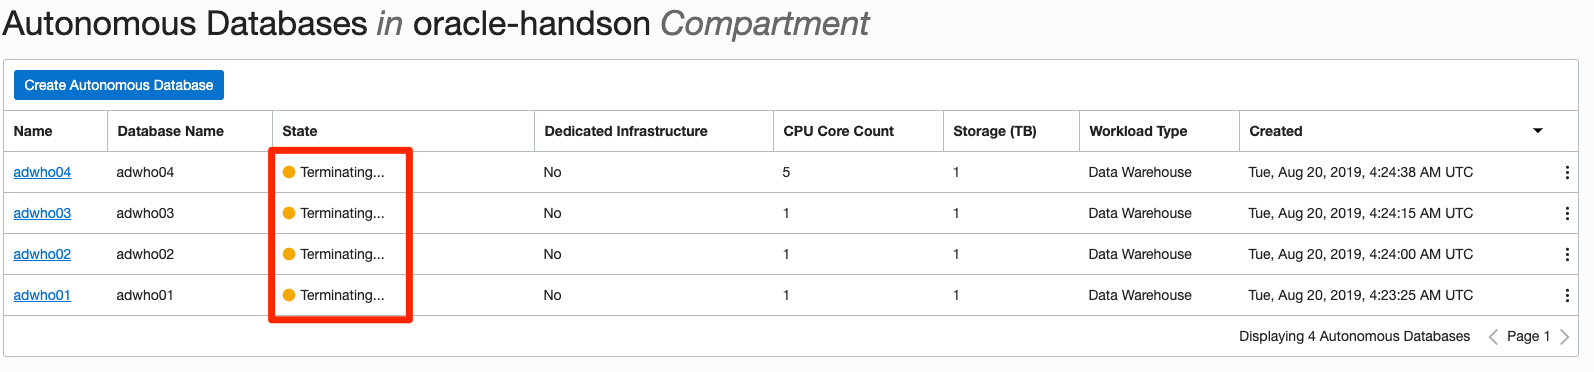 Autonomous Databases in oracle-handson Compartment
Create Autonomous Database
Name Database Name State Dedicated Infrastructure CPU Core Count Storage (TB) Workload Type Created
adwho04 adwho04 Terminating... No 5 1 Data Warehouse Tue, Aug 20, 2019, 4:24:38 AM UTC
adwho03 adwho03 Terminating... No 1 1 Data Warehouse Tue, Aug 20, 2019, 4:24:15 AM UTC
adwho02 adwho02 Terminating... No 1 1 Data Warehouse Tue, Aug 20, 2019, 4:24:00 AM UTC
adwho01 adwho01 Terminating... No 1 1 Data Warehouse Tue, Aug 20, 2019, 4:23:25 AM UTC
Displaying 4 Autonomous Databases Page 1